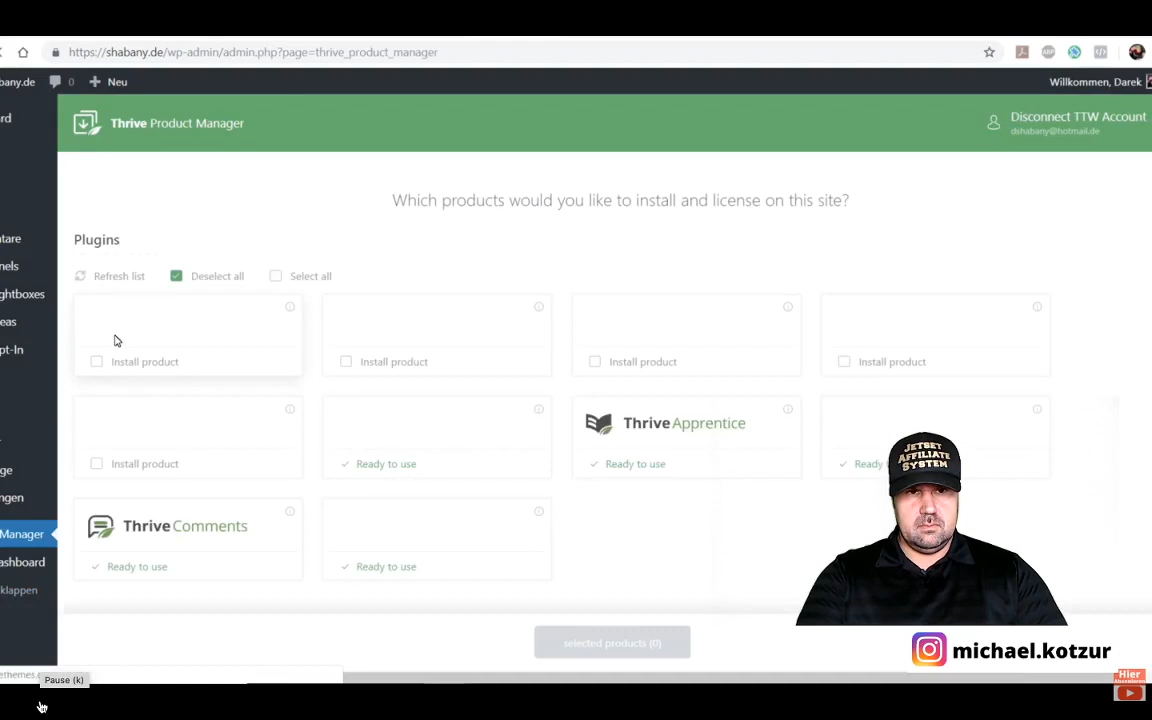 https://shabany.de/wp-admin/admin.php?page=thrive_product_manager
bany.de 0 Neu Willkommen, Darek
rd
Thrive Product Manager
Disconnect TTW Account
dshabany@hotmail.de
Which products would you like to install and license on this site?
tare
Plugins
nels
Refresh list Deselect all Select all
ghtboxes
eas
pt-In
Install product Install product Install product Install product
Thrive Apprentice
ge
Install product Ready to use Ready to use Ready
ngen
Thrive Comments
Manager
ashboard
klappen
Ready to use Ready to use
JETSET
AFFILIATE
SYSTEM
selected products (0)
michael.kotzur
ethemes.
Pause (k)
Hier